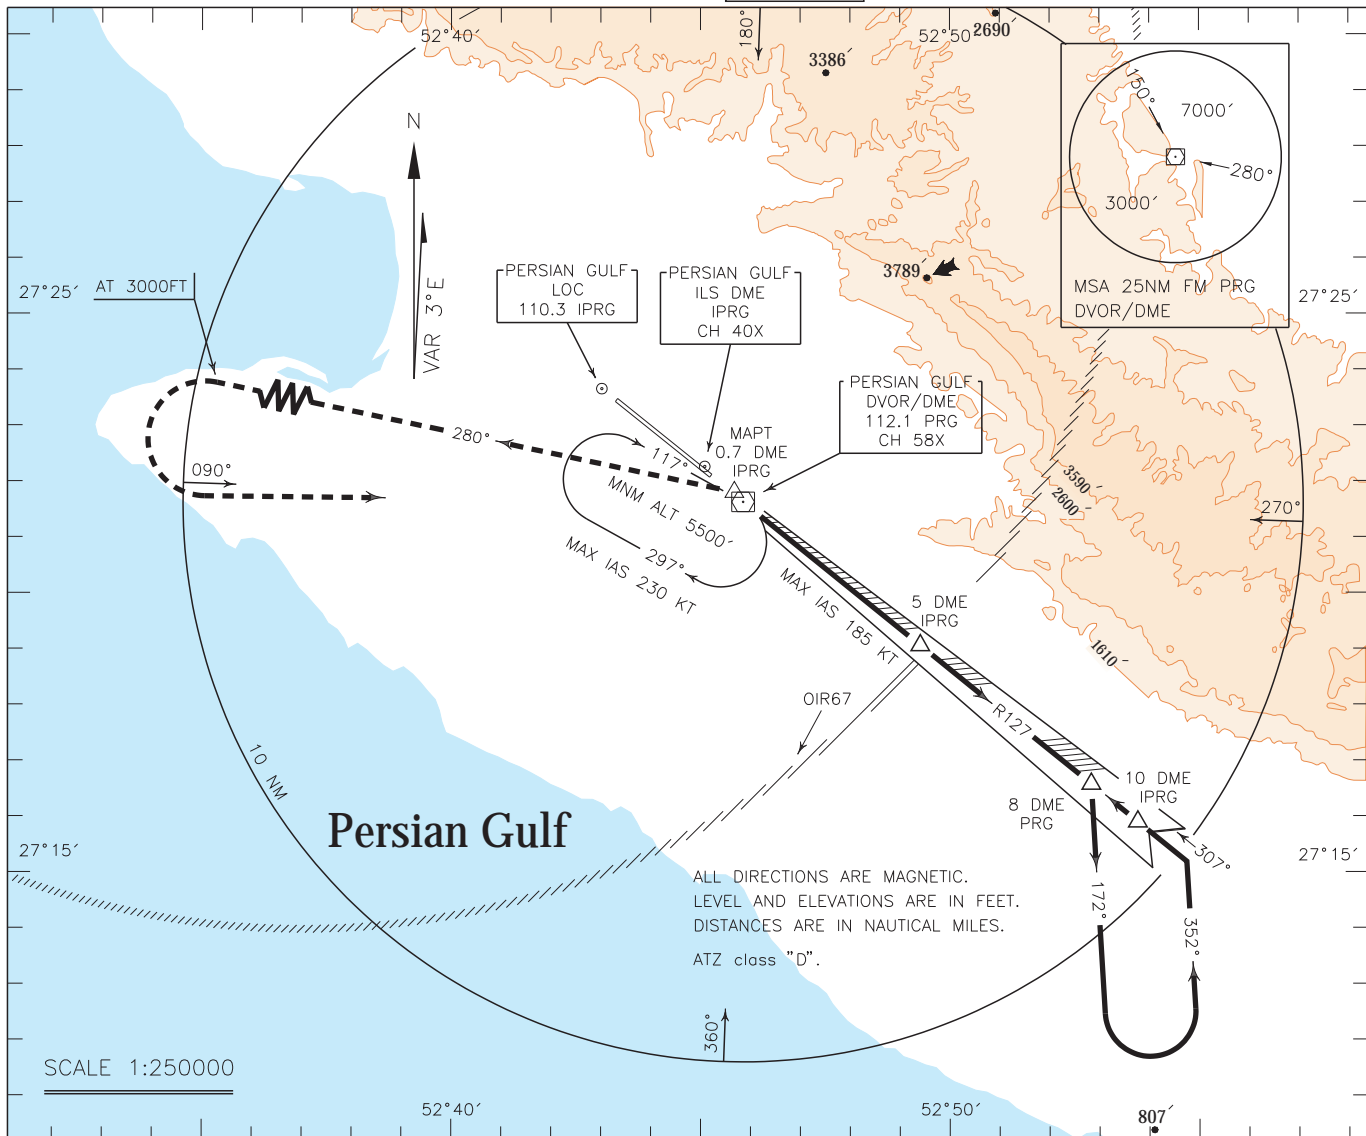 180°
52°40′
52°50′
2690′
3386′
150°
7000′
280°
3000′
MSA 25NM FM PRG
DVOR/DME
N
VAR 3°E
3789′
27°25′
27°25′
AT 3000FT
PERSIAN GULF
LOC
110.3 IPRG
PERSIAN GULF
ILS DME
IPRG
CH 40X
PERSIAN GULF
DVOR/DME
112.1 PRG
CH 58X
280°
117°
MAPT
0.7 DME
IPRG
090°
MNM ALT 5500′
297°
MAX IAS 230 KT
3590′
2600′
270°
MAX IAS 185 KT
5 DME
IPRG
1610′
OIR67
R127
10 NM
10 DME
IPRG
8 DME
PRG
307°
Persian Gulf
27°15′
27°15′
172°
352°
ALL DIRECTIONS ARE MAGNETIC.
LEVEL AND ELEVATIONS ARE IN FEET.
DISTANCES ARE IN NAUTICAL MILES.
ATZ class "D".
360°
SCALE 1:250000
52°40′
52°50′
807′